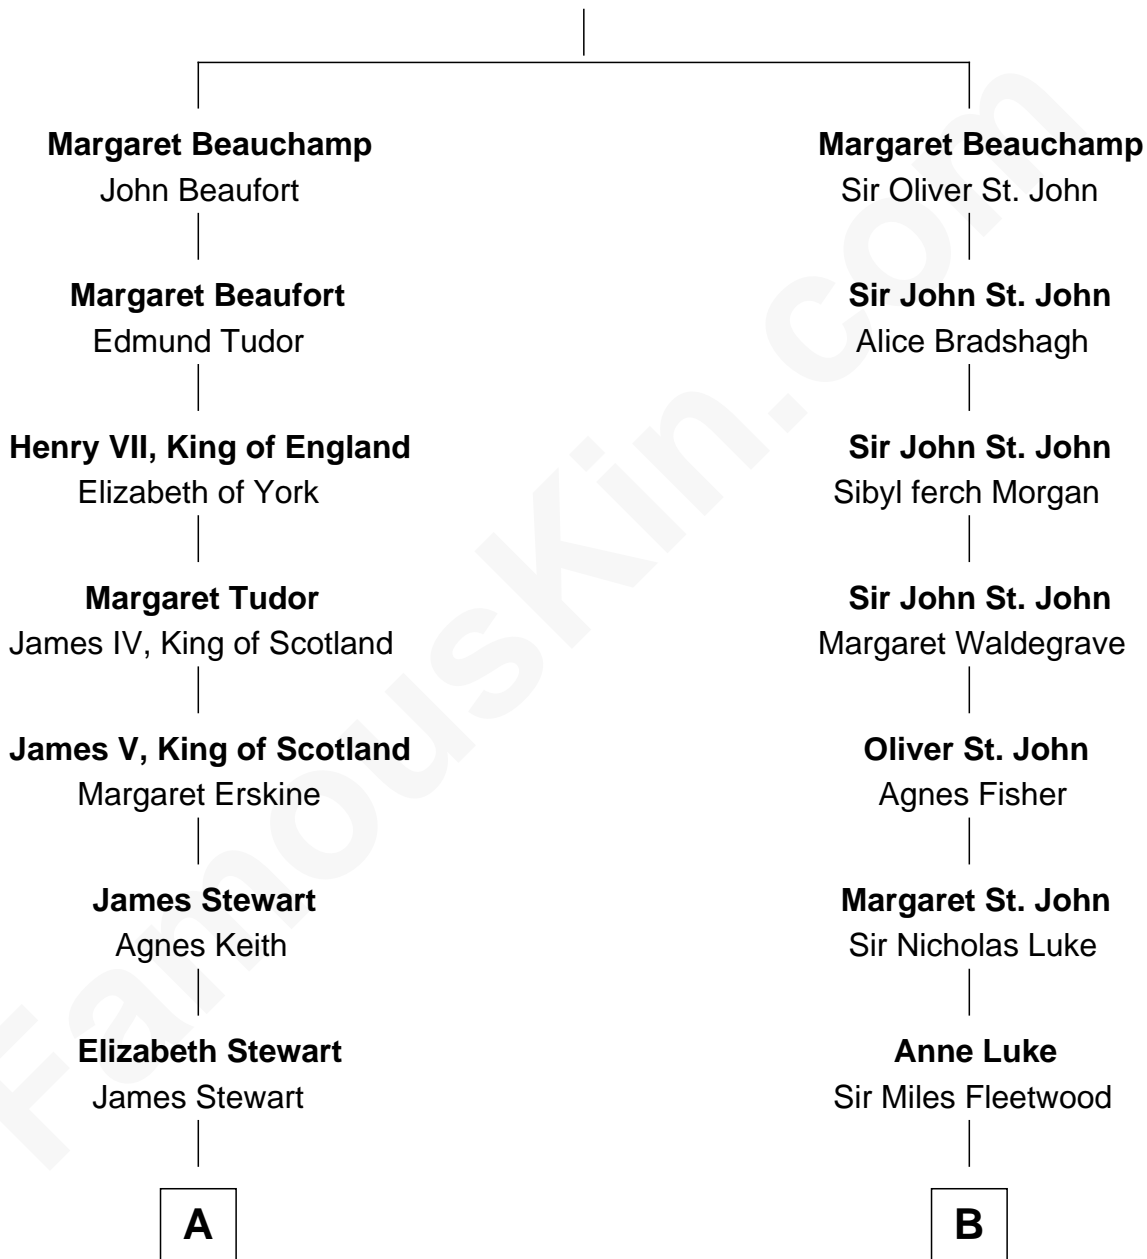 Margaret Beauchamp
John Beaufort
Margaret Beaufort
Edmund Tudor
Henry VII, King of England
Elizabeth of York
Margaret Tudor
James IV, King of Scotland
James V, King of Scotland
Margaret Erskine
James Stewart
Agnes Keith
Elizabeth Stewart
James Stewart
A
Margaret Beauchamp
Sir Oliver St. John
Sir John St. John
Alice Bradshagh
Sir John St. John
Sibyl ferch Morgan
Sir John St. John
Margaret Waldegrave
Oliver St. John
Agnes Fisher
Margaret St. John
Sir Nicholas Luke
Anne Luke
Sir Miles Fleetwood
B
FamousKin.com